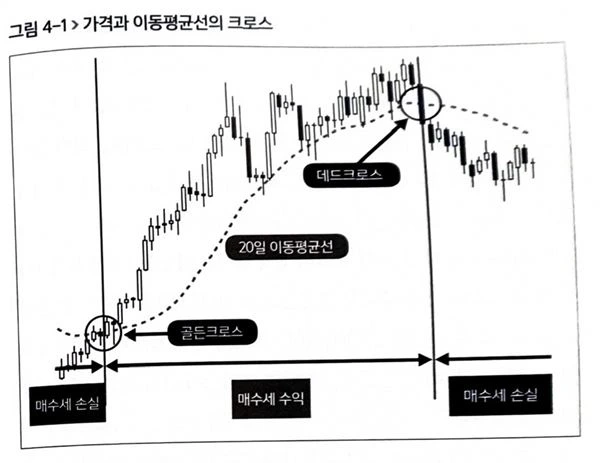 그림 4-1 > 가격과 이동평균선의 크로스
데드크로스
20일 이동평균선
골든크로스
매수세 손실
매수세 수익
매수세 손실